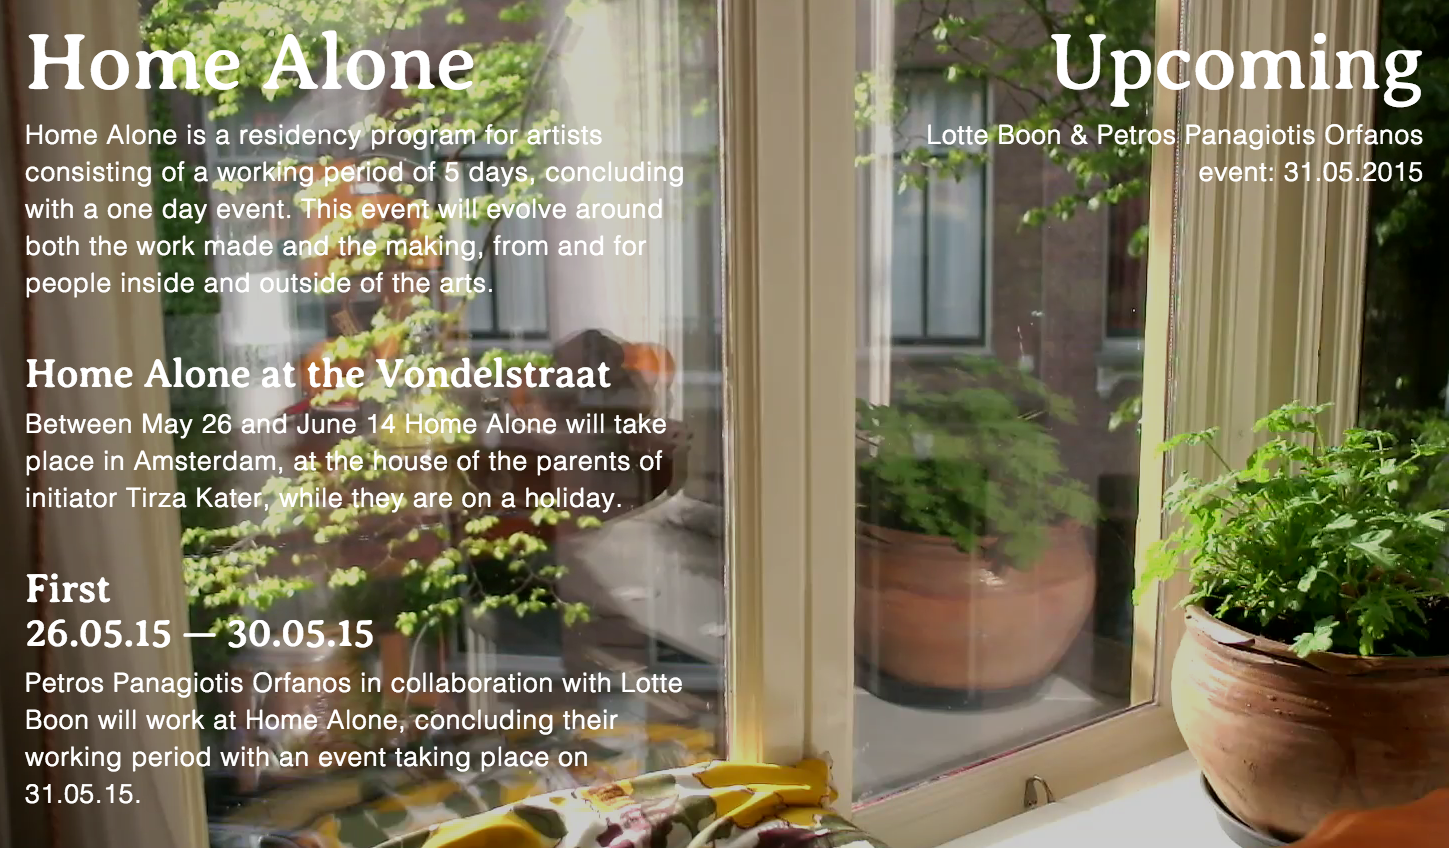 Home Alone
Home Alone is a residency program for artists
consisting of a working period of 5 days, concluding
with a one day event. This event will evolve around
both the work made and the making, from and for
people inside and outside of the arts.
Home Alone at the Vondelstraat
Between May 26 and June 14 Home Alone will take
place in Amsterdam, at the house of the parents of
initiator Tirza Kater, while they are on a holiday.
First
26.05.15 — 30.05.15
Petros Panagiotis Orfanos in collaboration with Lotte
Boon will work at Home Alone, concluding their
working period with an event taking place on
31.05.15.
Upcoming
Lotte Boon & Petros Panagiotis Orfanos
event: 31.05.2015